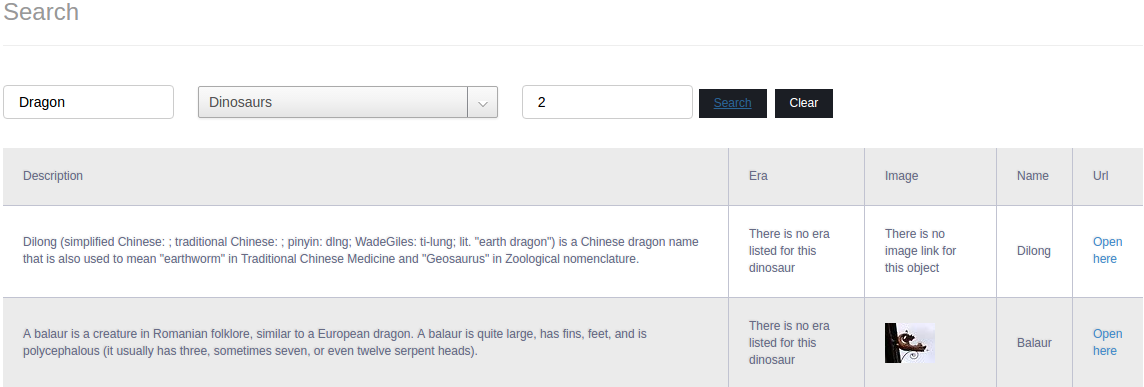 Search
Dragon
Dinosaurs
2
Search
Clear
Description
Era
Image
Name
Url
Dilong (simplified Chinese: ; traditional Chinese: ; pinyin: dlng; WadeGiles: ti-lung; lit. "earth dragon") is a Chinese dragon name
that is also used to mean "earthworm" in Traditional Chinese Medicine and "Geosaurus" in Zoological nomenclature.
There is no era
listed for this
dinosaur
There is no
image link for
this object
Dilong
Open
here
A balaur is a creature in Romanian folklore, similar to a European dragon. A balaur is quite large, has fins, feet, and is
polycephalous (it usually has three, sometimes seven, or even twelve serpent heads).
There is no era
listed for this
dinosaur
Balaur
Open
here